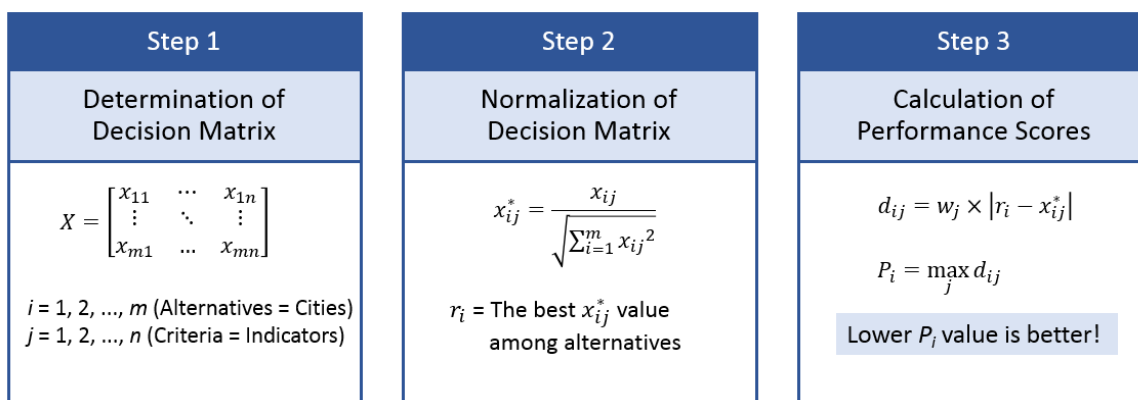 Step 1
Determination of
Decision Matrix
X = [x₁₁ ⋯ x₁ₙ
⋮ ⋱ ⋮
xₘ₁ … xₘₙ]
i = 1, 2, ..., m (Alternatives = Cities)
j = 1, 2, ..., n (Criteria = Indicators)
Step 2
Normalization of
Decision Matrix
x*ᵢⱼ = xᵢⱼ / √(∑ᵐᵢ₌₁ xᵢⱼ²)
rᵢ = The best x*ᵢⱼ value
among alternatives
Step 3
Calculation of
Performance Scores
dᵢⱼ = wⱼ × |rᵢ − x*ᵢⱼ|
Pᵢ = max dᵢⱼ
j
Lower Pᵢ value is better!